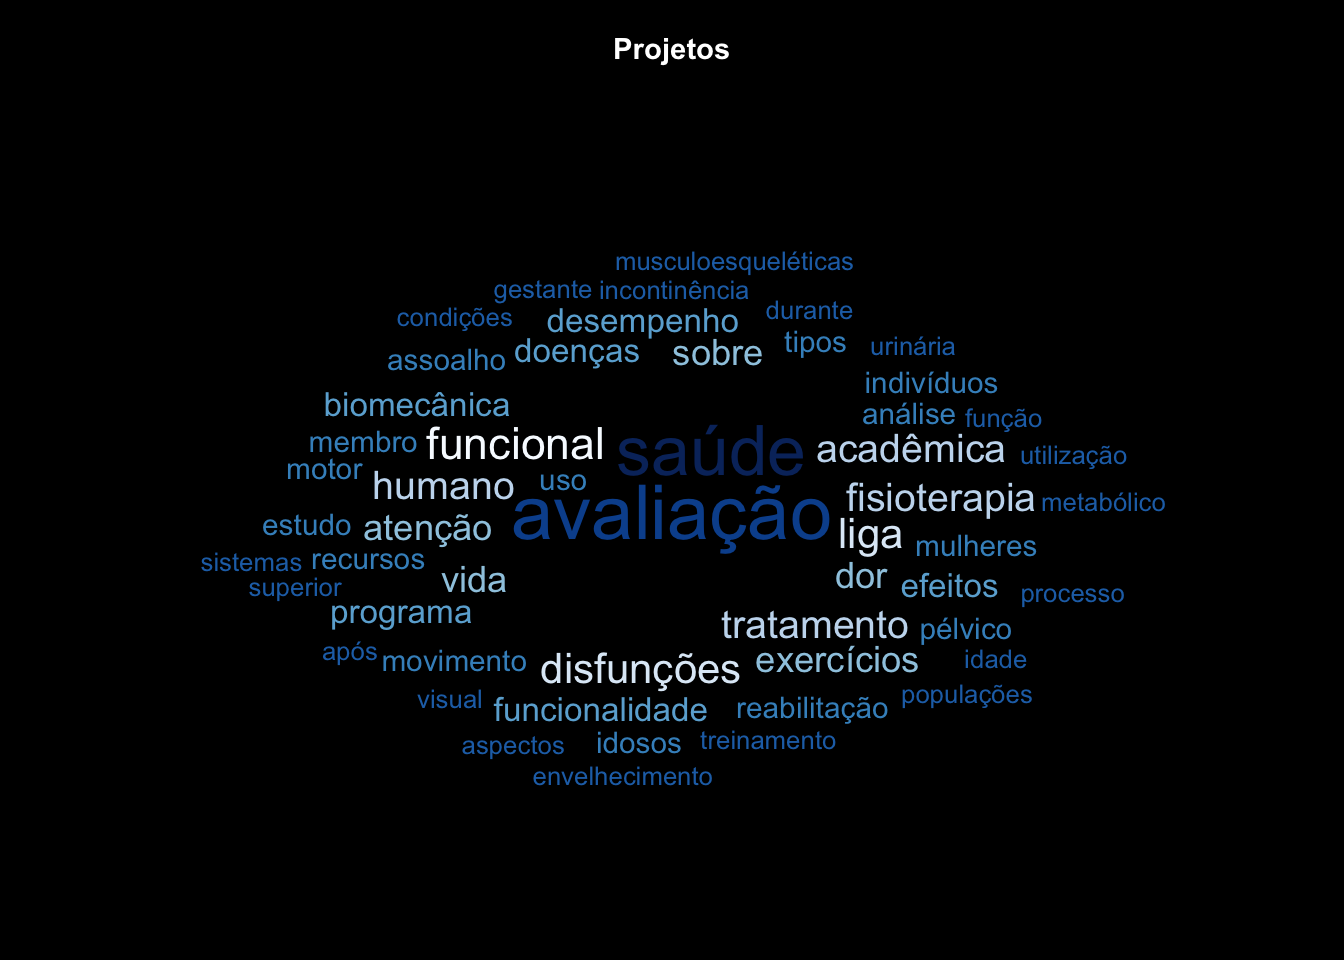 Projetos
musculoesqueléticas
gestante incontinência
condições desempenho durante
assoalho doenças sobre tipos urinária
indivíduos
biomecânica análise função
membro funcional saúde acadêmica utilização
motor humano uso fisioterapia metabólico
estudo atenção avaliação liga mulheres
sistemas recursos
superior vida dor efeitos processo
programa tratamento pélvico
após movimento disfunções exercícios idade
visual funcionalidade reabilitação populações
aspectos idosos treinamento
envelhecimento